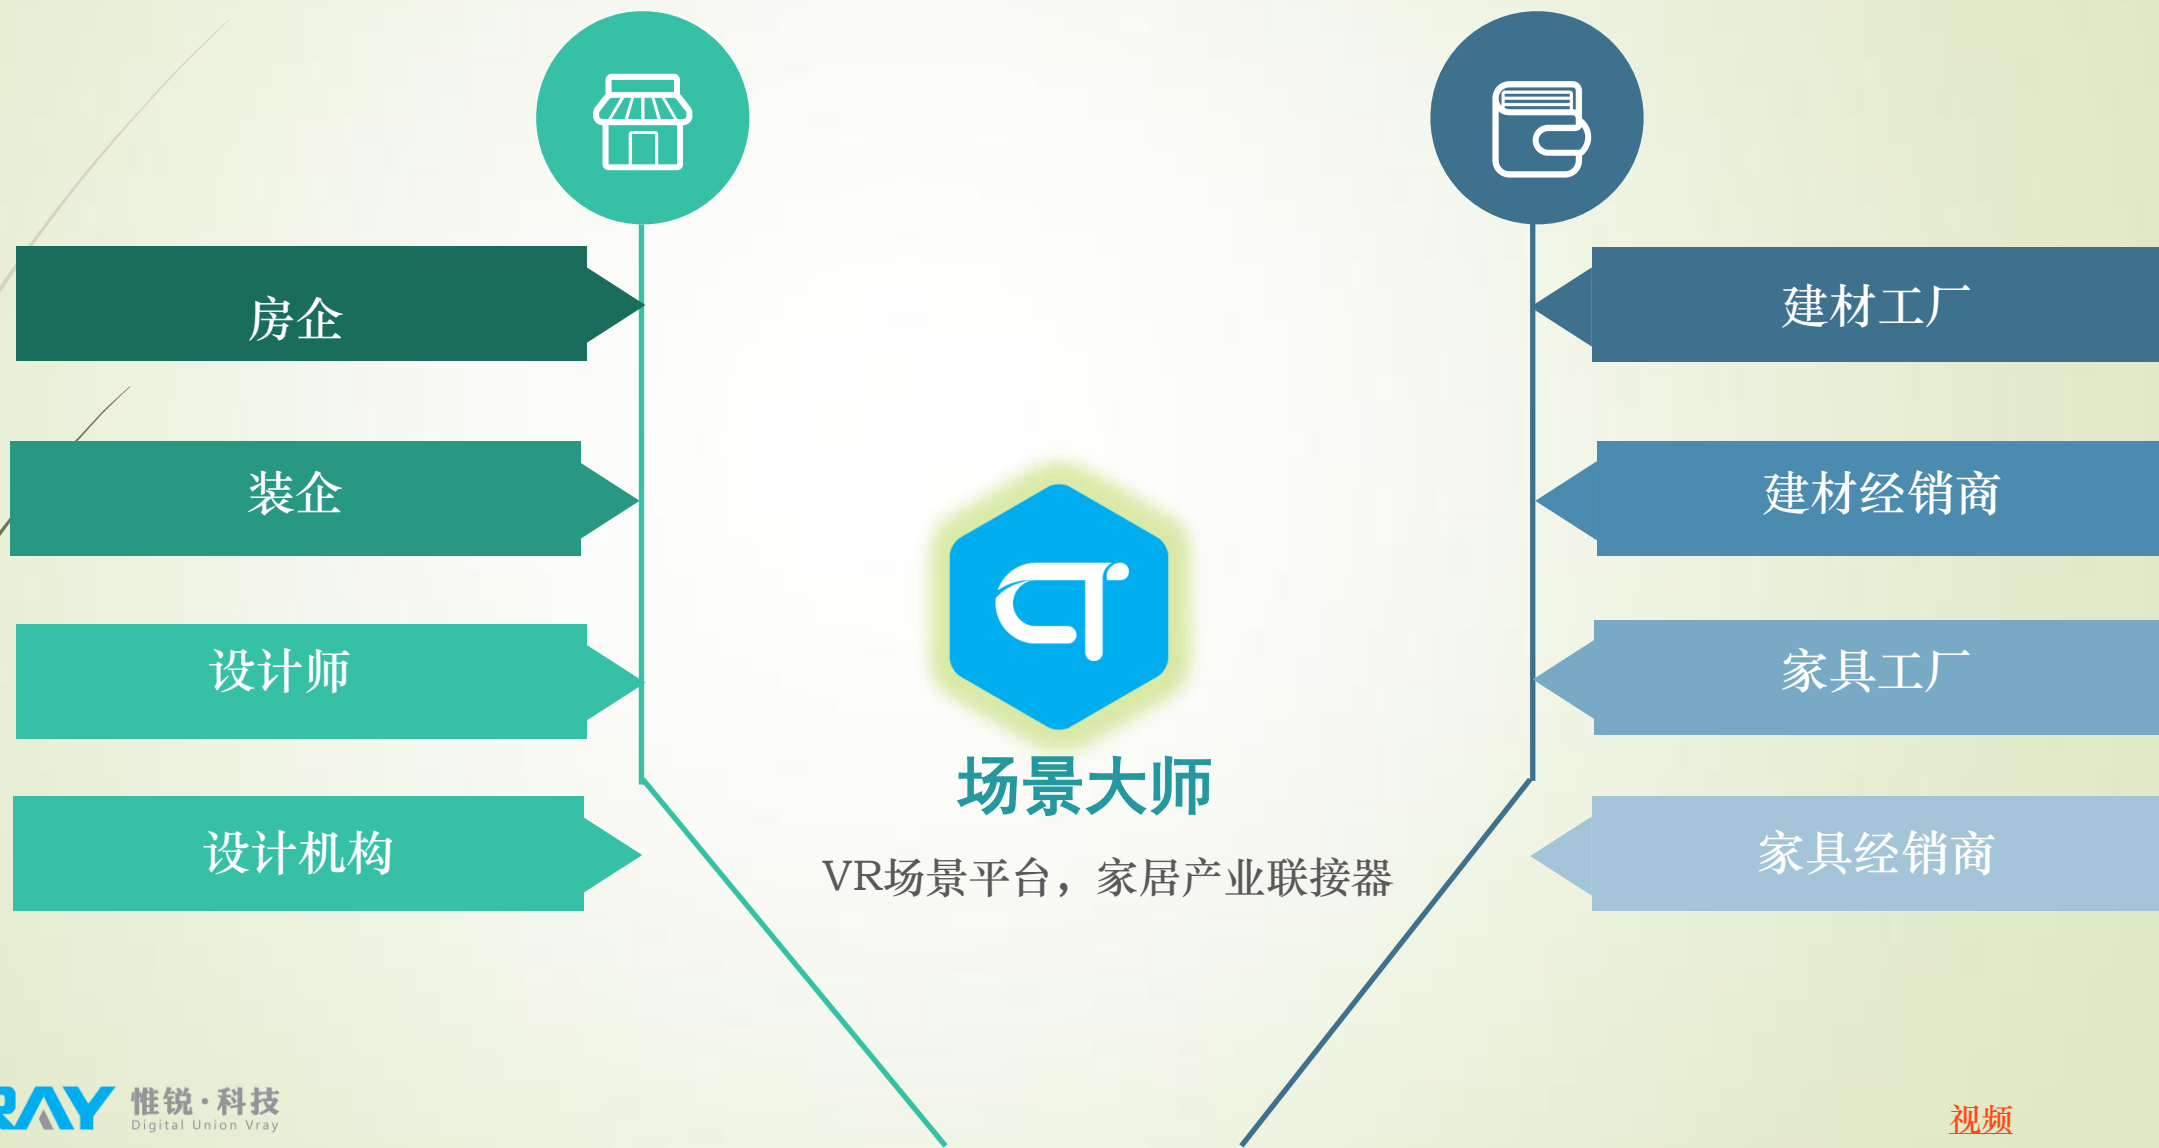 房企
装企
设计师
设计机构
场景大师
VR场景平台，家居产业联接器
建材工厂
建材经销商
家具工厂
家具经销商
RAY 惟锐·科技
Digital Union Vray
视频